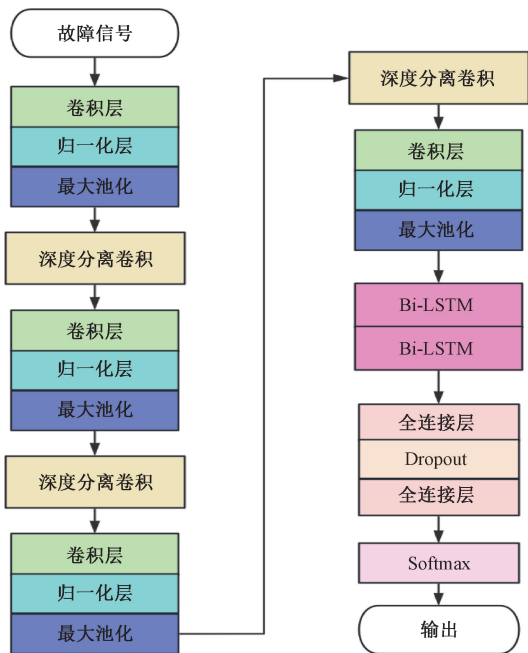 故障信号
卷积层
归一化层
最大池化
深度分离卷积
卷积层
归一化层
最大池化
深度分离卷积
卷积层
归一化层
最大池化
深度分离卷积
卷积层
归一化层
最大池化
Bi-LSTM
Bi-LSTM
全连接层
Dropout
全连接层
Softmax
输出